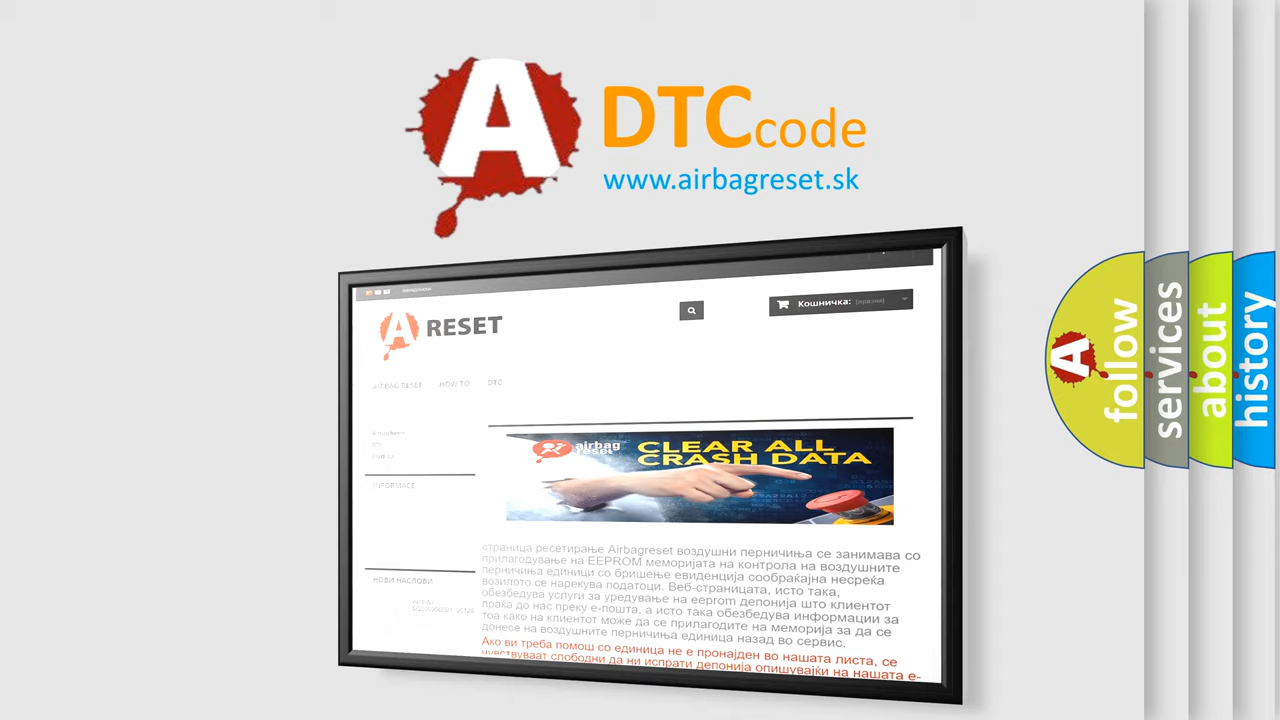 A DTC code
www.airbagreset.sk
A RESET
Кошничка: (празни)
AIRBAG RESET HOW TO DTC
CLEAR ALL
CRASH DATA
airbag
reset
INFORMACE
НОВИ НАСЛОВИ
страница ресетирање Airbagreset воздушни перничиња се занимава со
прилагодување на EEPROM меморијата на контрола на воздушните
перничиња единици со бришење евиденција сообраќајна несреќа
возилото се нарекува податоци. Веб-страницата, исто така,
обезбедува услуги за уредување на eeprom депонија што клиентот
праќа до нас преку е-пошта, а исто така обезбедува информации за
тоа како на клиентот може да се прилагодите на меморија за да се
донесе на воздушните перничиња единица назад во сервис.
Ако ви треба помош со единица не е пронајден во нашата листа, се
чувствуваат слободни да ни испрати депонија опишувајќи на нашата е-
A follow
services
about
history